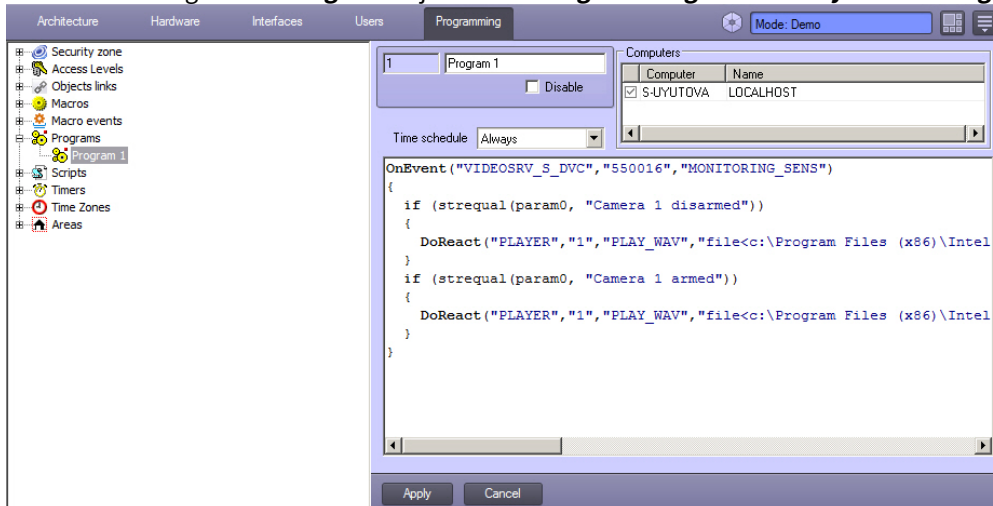 Architecture Hardware Interfaces Users Programming Mode: Demo
Security zone
Access Levels
Objects links
Macros
Macro events
Programs
Program 1
Scripts
Timers
Time Zones
Areas
1 Program 1
Disable
Time schedule Always
Computers
Computer Name
S-UYUTOVA LOCALHOST
OnEvent("VIDEOSRV_S_DVC","550016","MONITORING_SENS")
{
if (strequal(param0, "Camera 1 disarmed"))
{
DoReact("PLAYER","1","PLAY_WAV","file<c:\Program Files (x86)\Intel
}
if (strequal(param0, "Camera 1 armed"))
{
DoReact("PLAYER","1","PLAY_WAV","file<c:\Program Files (x86)\Intel
}
}
Apply Cancel